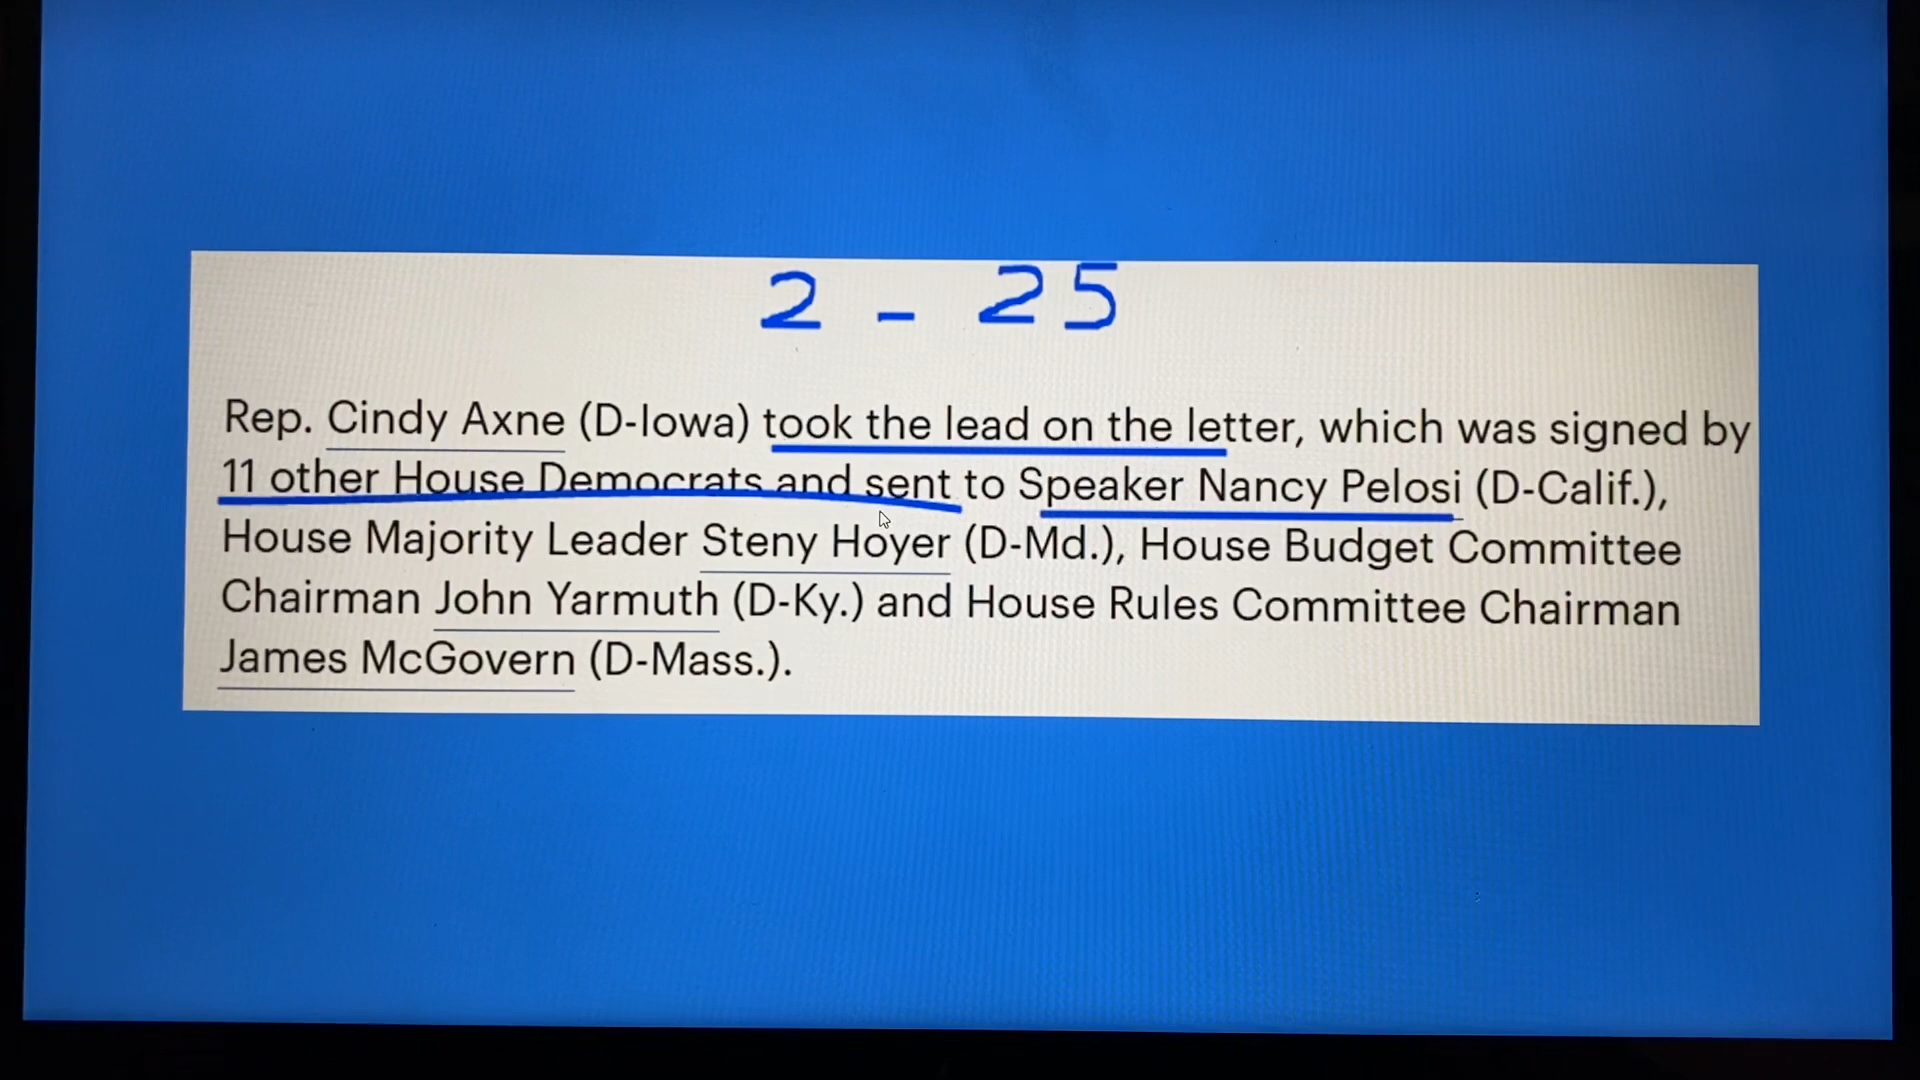 2 - 25
Rep. Cindy Axne (D-Iowa) took the lead on the letter, which was signed by
11 other House Democrats and sent to Speaker Nancy Pelosi (D-Calif.),
House Majority Leader Steny Hoyer (D-Md.), House Budget Committee
Chairman John Yarmuth (D-Ky.) and House Rules Committee Chairman
James McGovern (D-Mass.).